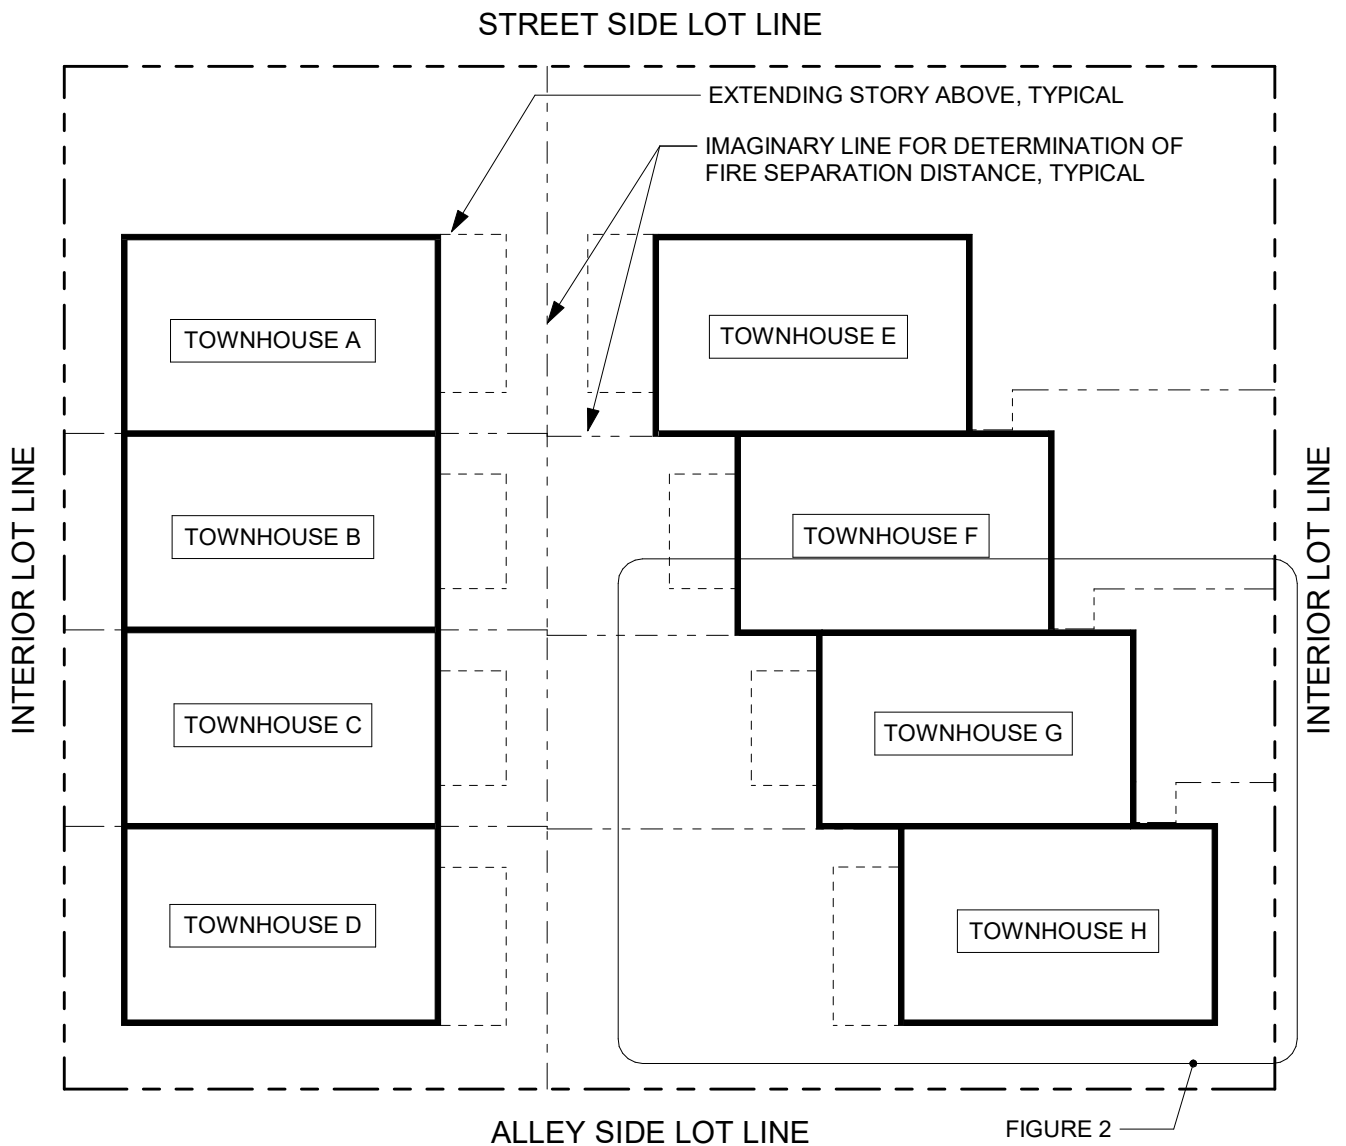 STREET SIDE LOT LINE
EXTENDING STORY ABOVE, TYPICAL
IMAGINARY LINE FOR DETERMINATION OF
FIRE SEPARATION DISTANCE, TYPICAL
TOWNHOUSE A
TOWNHOUSE E
INTERIOR LOT LINE
TOWNHOUSE B
TOWNHOUSE F
INTERIOR LOT LINE
TOWNHOUSE C
TOWNHOUSE G
TOWNHOUSE D
TOWNHOUSE H
ALLEY SIDE LOT LINE
FIGURE 2